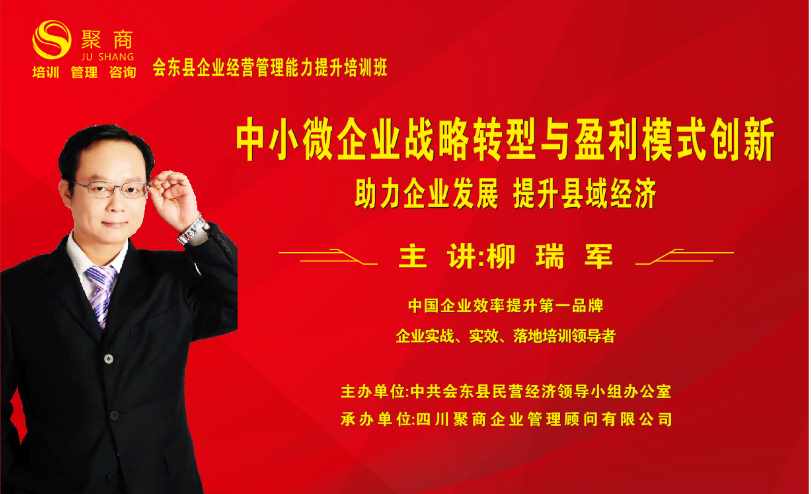 聚商
JU SHANG
培训 管理 咨询
会东县企业经营管理能力提升培训班
中小微企业战略转型与盈利模式创新
助力企业发展 提升县域经济
主 讲:柳 瑞 军
中国企业效率提升第一品牌
企业实战、实效、落地培训领导者
主办单位:中共会东县民营经济领导小组办公室
承办单位:四川聚商企业管理顾问有限公司